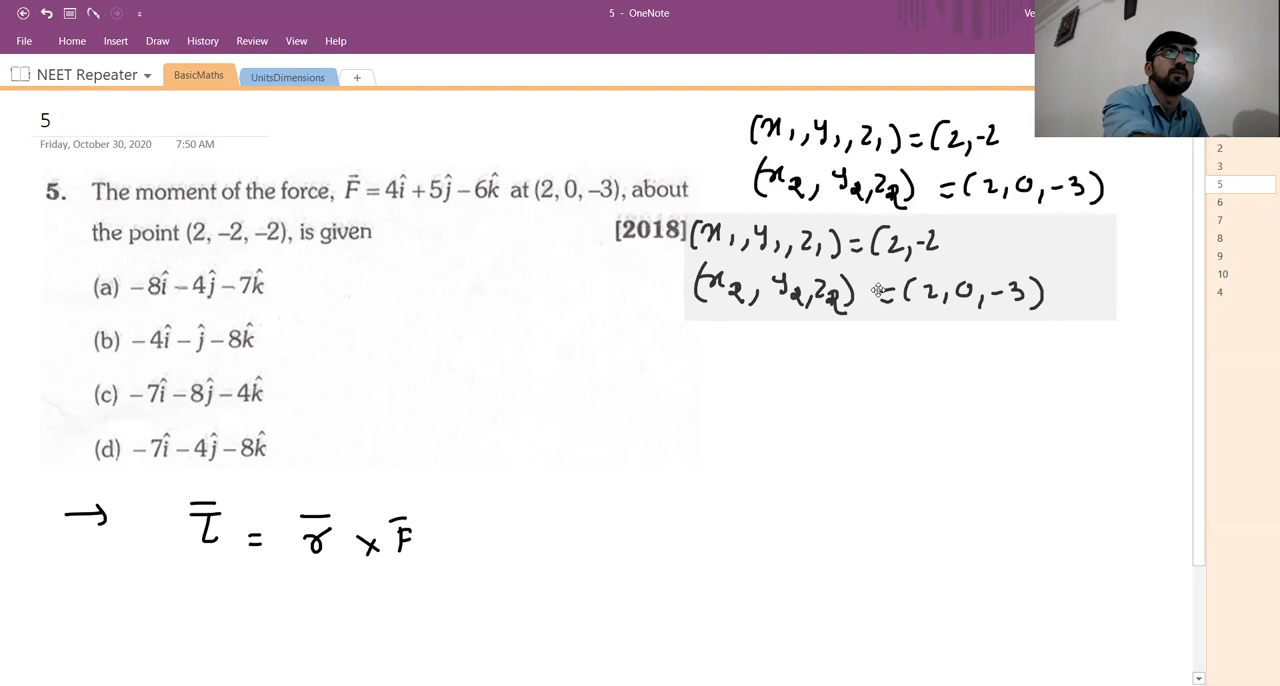 5 - OneNote
Ve
File Home Insert Draw History Review View Help
NEET Repeater BasicMaths UnitsDimensions +
5
Friday, October 30, 2020 7:50 AM
5. The moment of the force, F⃗ = 4î + 5ĵ – 6k̂ at (2, 0, –3), about
the point (2, –2, –2), is given [2018]
(a) – 8î – 4ĵ – 7k̂
(b) – 4î – ĵ – 8k̂
(c) – 7î – 8ĵ – 4k̂
(d) – 7î – 4ĵ – 8k̂
(x₁, y₁, z₁) = (2, -2
(x₂, y₂, z₂) = (2, 0, -3)
(x₁, y₁, z₁) = (2, -2
(x₂, y₂, z₂) = (2, 0, -3)
→ τ̄ = r̄ × F̄
2
3
5
6
7
8
9
10
4